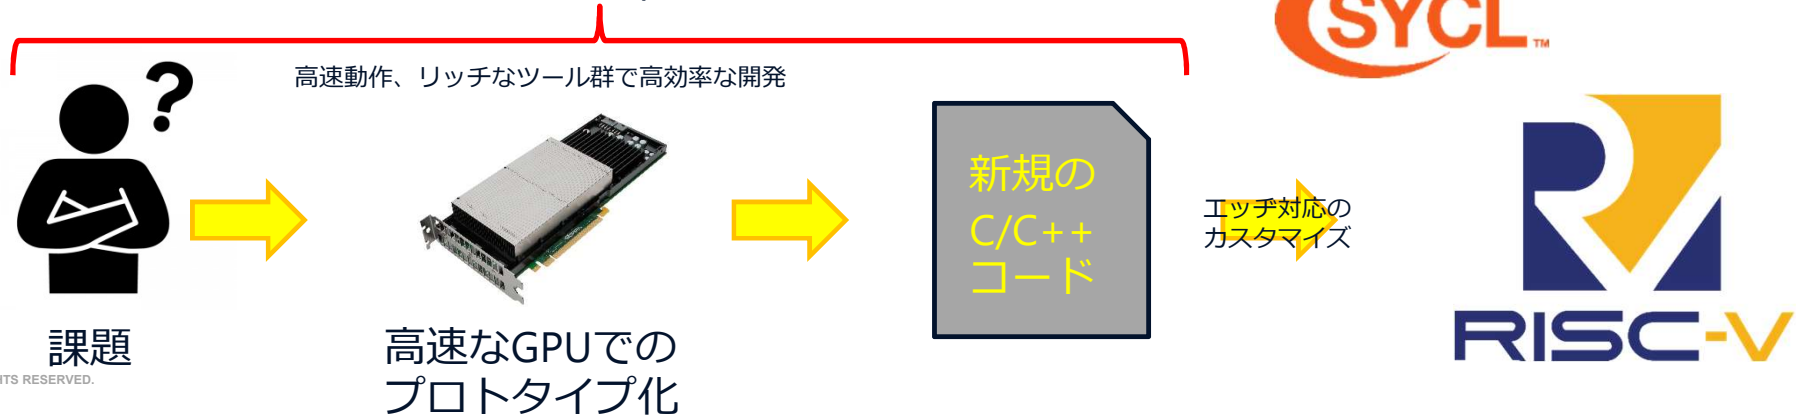 SYCL™
高速動作、リッチなツール群で高効率な開発
?
新規の
C/C++
コード
エッヂ対応の
カスタマイズ
RISC-V
課題
高速なGPUでの
プロトタイプ化
HTS RESERVED.